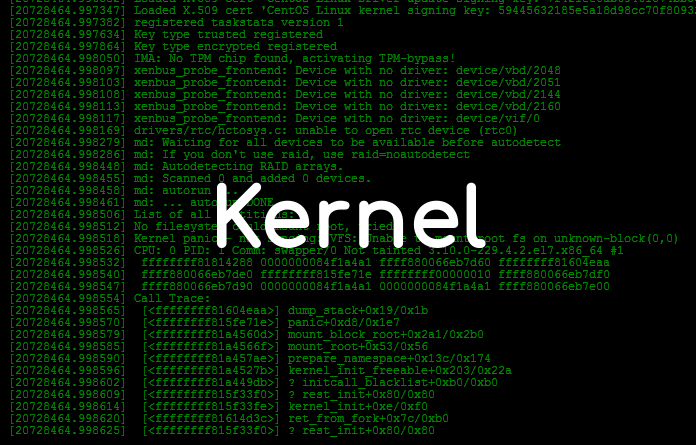 [20728464.997347] Loaded X.509 cert 'CentOS Linux kernel signing key: 59445632185e5a18d98cc70f8093
[20728464.997382] registered taskstats version 1
[20728464.997634] Key type trusted registered
[20728464.997864] Key type encrypted registered
[20728464.998050] IMA: No TPM chip found, activating TPM-bypass!
[20728464.998097] xenbus_probe_frontend: Device with no driver: device/vbd/2048
[20728464.998103] xenbus_probe_frontend: Device with no driver: device/vbd/2051
[20728464.998108] xenbus_probe_frontend: Device with no driver: device/vbd/2144
[20728464.998113] xenbus_probe_frontend: Device with no driver: device/vbd/2160
[20728464.998117] xenbus_probe_frontend: Device with no driver: device/vif/0
[20728464.998169] drivers/rtc/hctosys.c: unable to open rtc device (rtc0)
[20728464.998279] md: Waiting for all devices to be available before autodetect
[20728464.998286] md: If you don't use raid, use raid=noautodetect
[20728464.998448] md: Autodetecting RAID arrays.
[20728464.998455] md: Scanned 0 and added 0 devices.
[20728464.998458] md: autorun ...
[20728464.998461] md: ... DONE
Kernel
[20728464.998506] List of all
[20728464.998512] No filesystem root,
[20728464.998518] Kernel panic VFS: root fs on unknown-block(0,0)
[20728464.998526] CPU: 0 PID: 1 Comm: swapper/0 Not tainted 3.10.0-229.4.2.el7.x86_64 #1
[20728464.998532] ffffffff81814288 0000000084f1a4a1 ffff880066eb7d60 ffffffff81604eaa
[20728464.998540] ffff880066eb7de0 ffffffff815fe71e ffffffff00000010 ffff880066eb7df0
[20728464.998547] ffff880066eb7d90 0000000084f1a4a1 0000000084f1a4a1 ffff880066eb7e00
[20728464.998554] Call Trace:
[20728464.998565] [<ffffffff81604eaa>] dump_stack+0x19/0x1b
[20728464.998570] [<ffffffff815fe71e>] panic+0xd8/0x1e7
[20728464.998579] [<ffffffff81a4560d>] mount_block_root+0x2a1/0x2b0
[20728464.998585] [<ffffffff81a4566f>] mount_root+0x53/0x56
[20728464.998590] [<ffffffff81a457ae>] prepare_namespace+0x13c/0x174
[20728464.998596] [<ffffffff81a4527b>] kernel_init_freeable+0x203/0x22a
[20728464.998602] [<ffffffff81a449db>] ? initcall_blacklist+0xb0/0xb0
[20728464.998609] [<ffffffff815f33f0>] ? rest_init+0x80/0x80
[20728464.998614] [<ffffffff815f33fe>] kernel_init+0xe/0xf0
[20728464.998620] [<ffffffff81614d3c>] ret_from_fork+0x7c/0xb0
[20728464.998625] [<ffffffff815f33f0>] ? rest_init+0x80/0x80